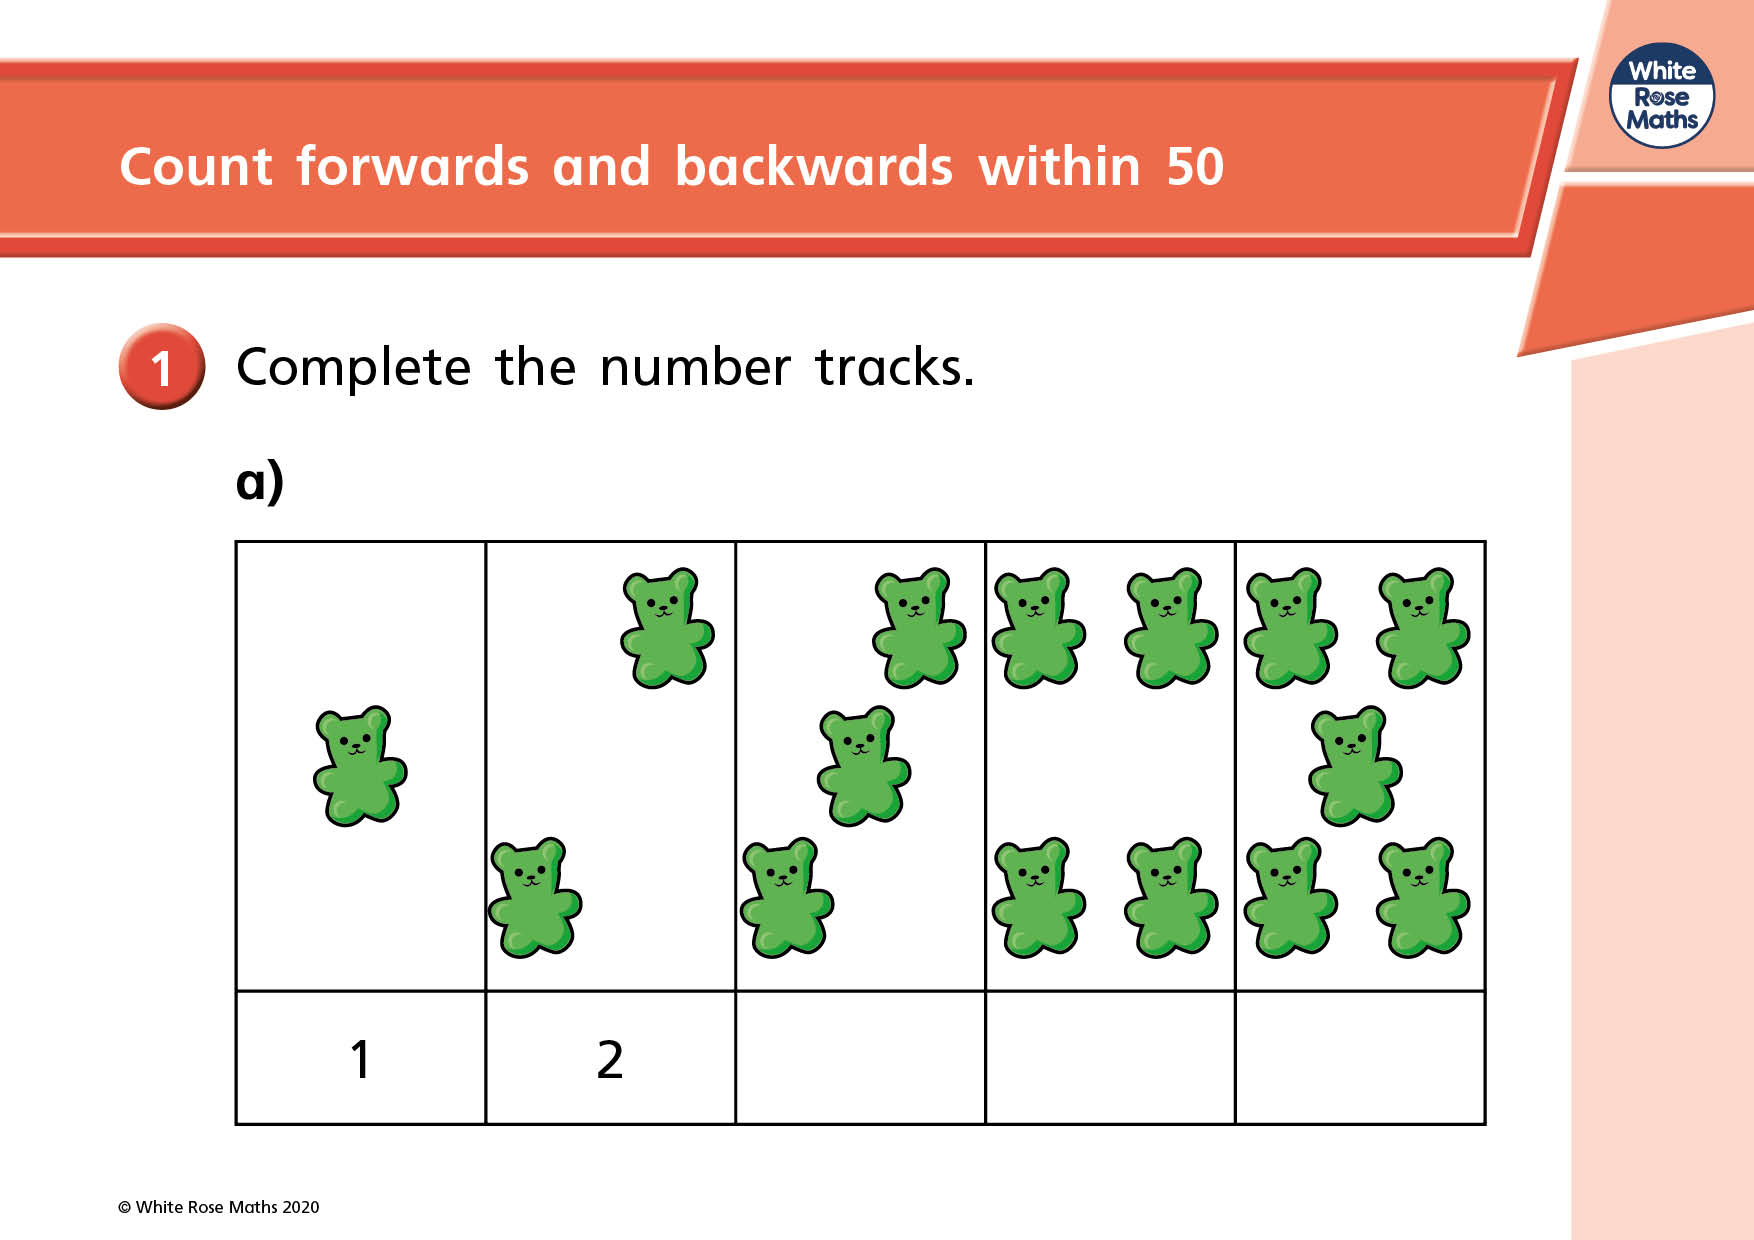 White
Rose
Maths
Count forwards and backwards within 50
1 Complete the number tracks.
a)
1 2
© White Rose Maths 2020